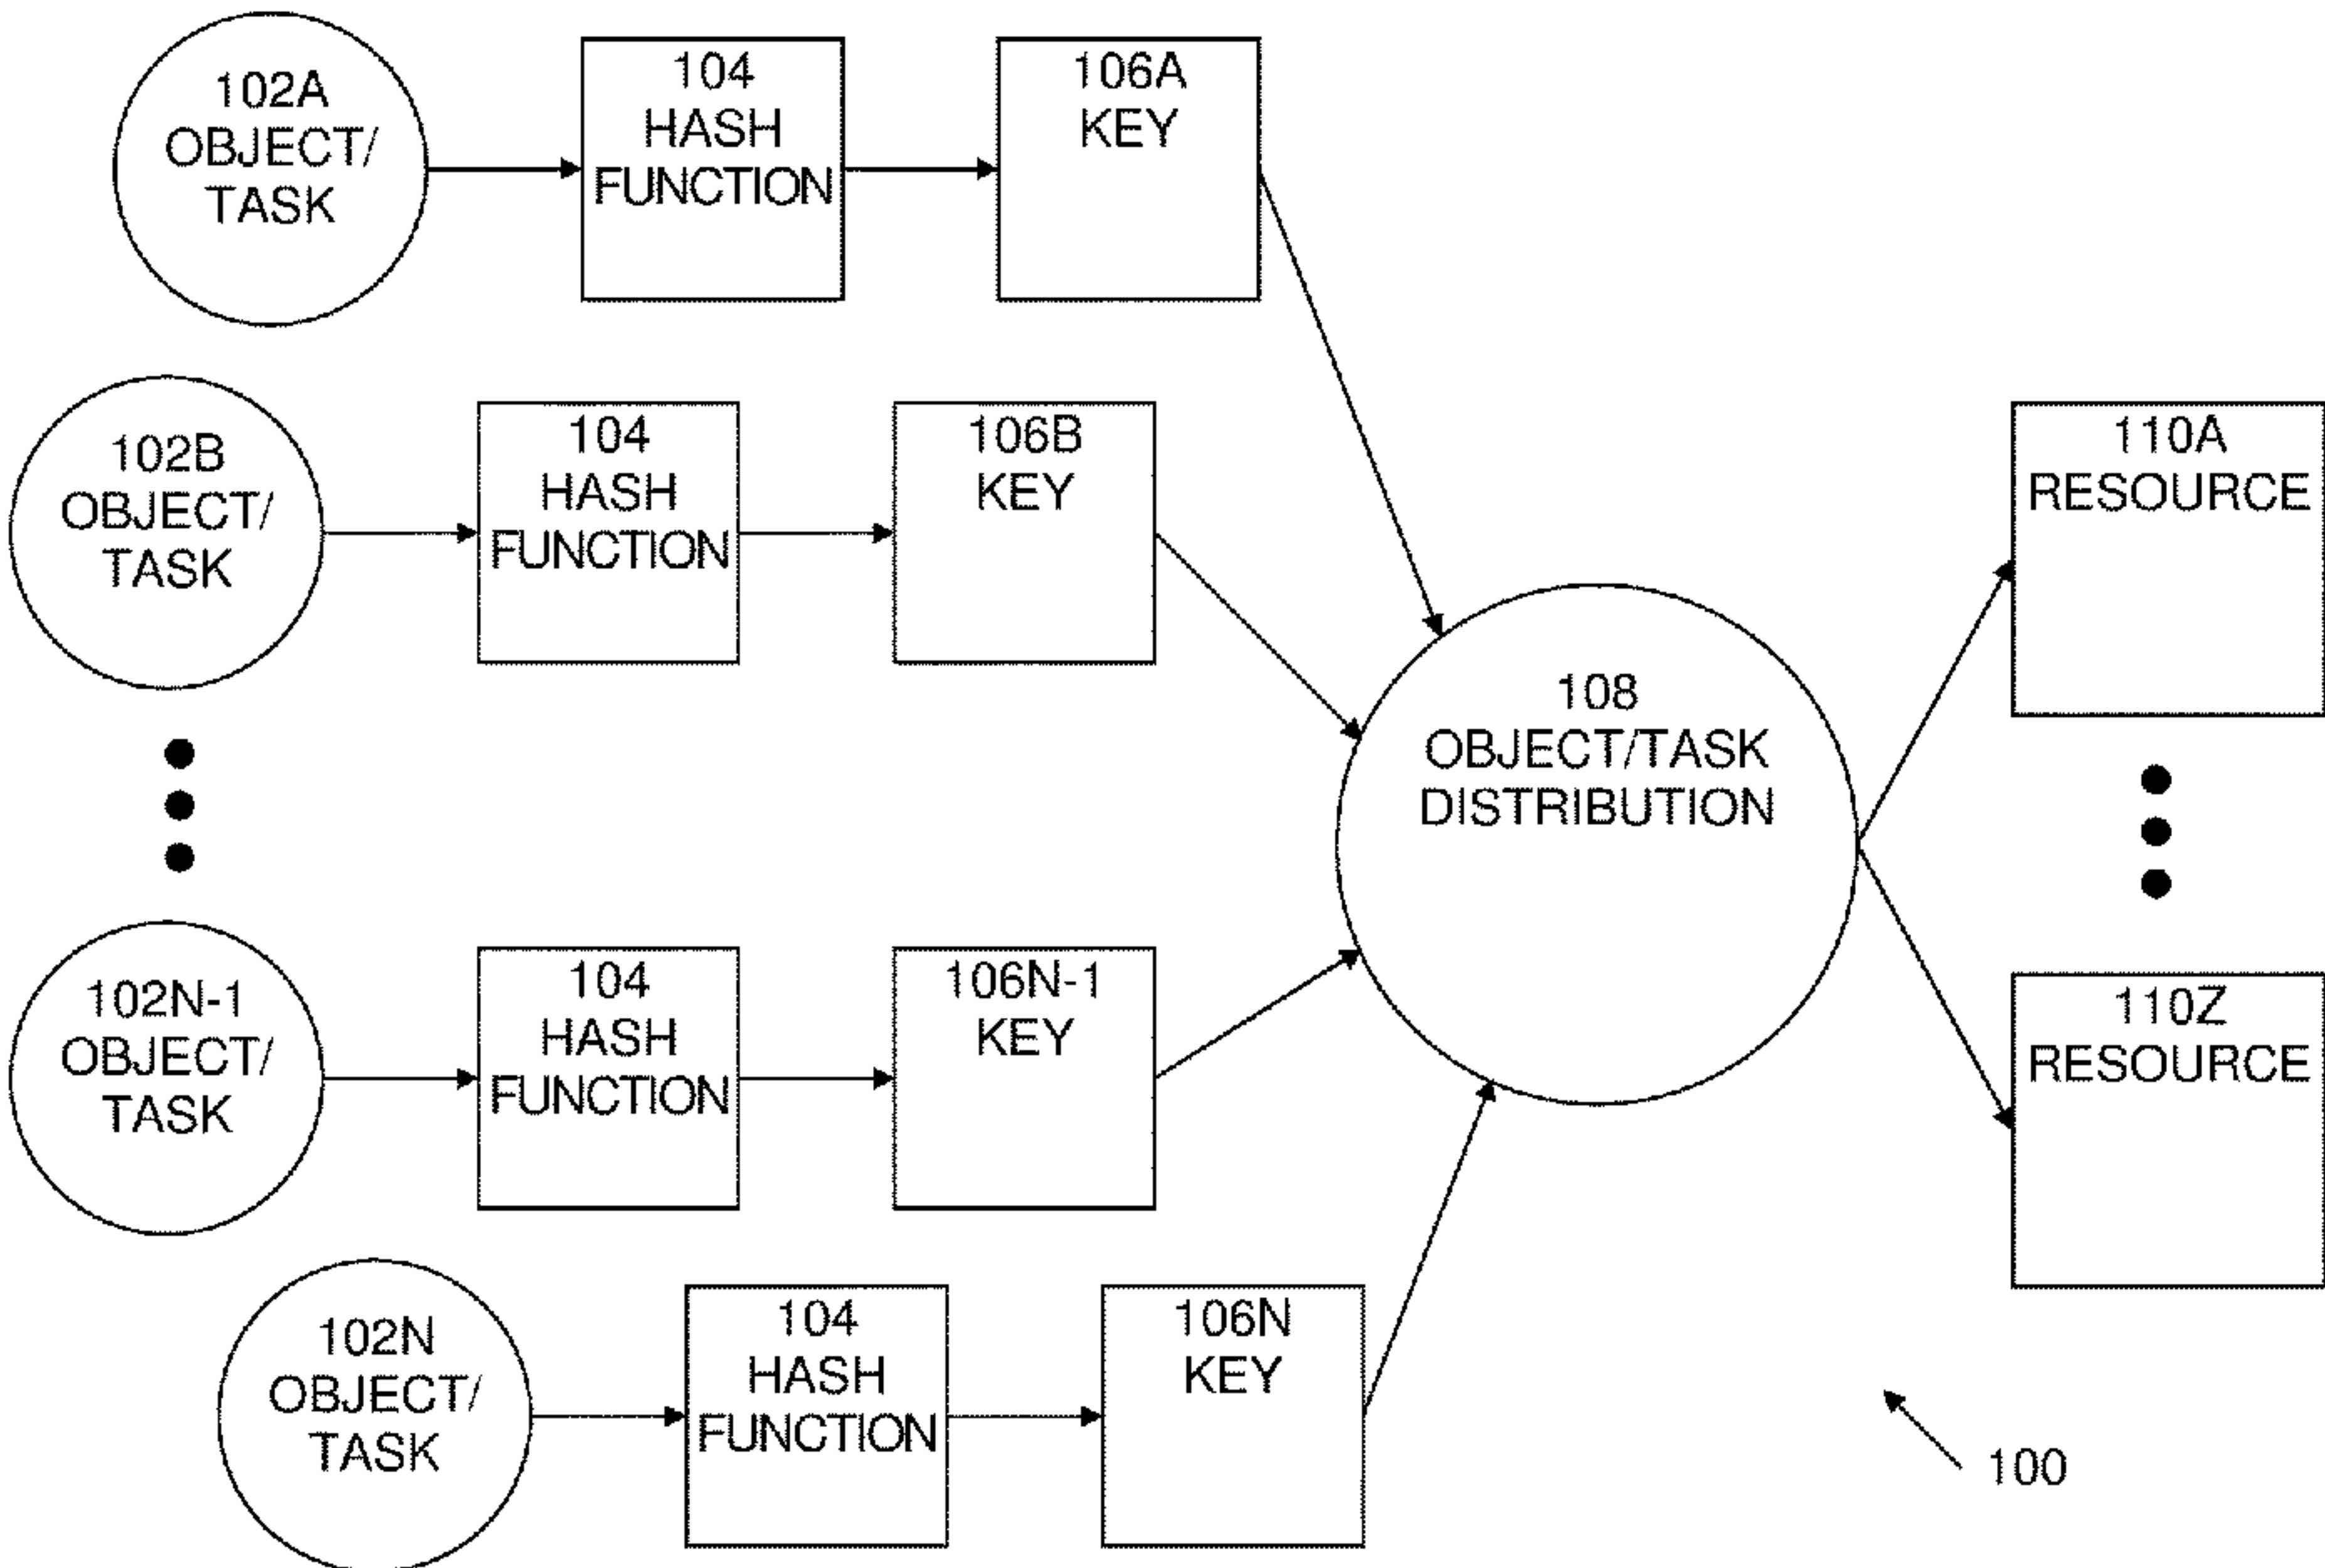 102A
OBJECT/
TASK
104
HASH
FUNCTION
106A
KEY
102B
OBJECT/
TASK
104
HASH
FUNCTION
106B
KEY
110A
RESOURCE
108
OBJECT/TASK
DISTRIBUTION
102N-1
OBJECT/
TASK
104
HASH
FUNCTION
106N-1
KEY
110Z
RESOURCE
102N
OBJECT/
TASK
104
HASH
FUNCTION
106N
KEY
100